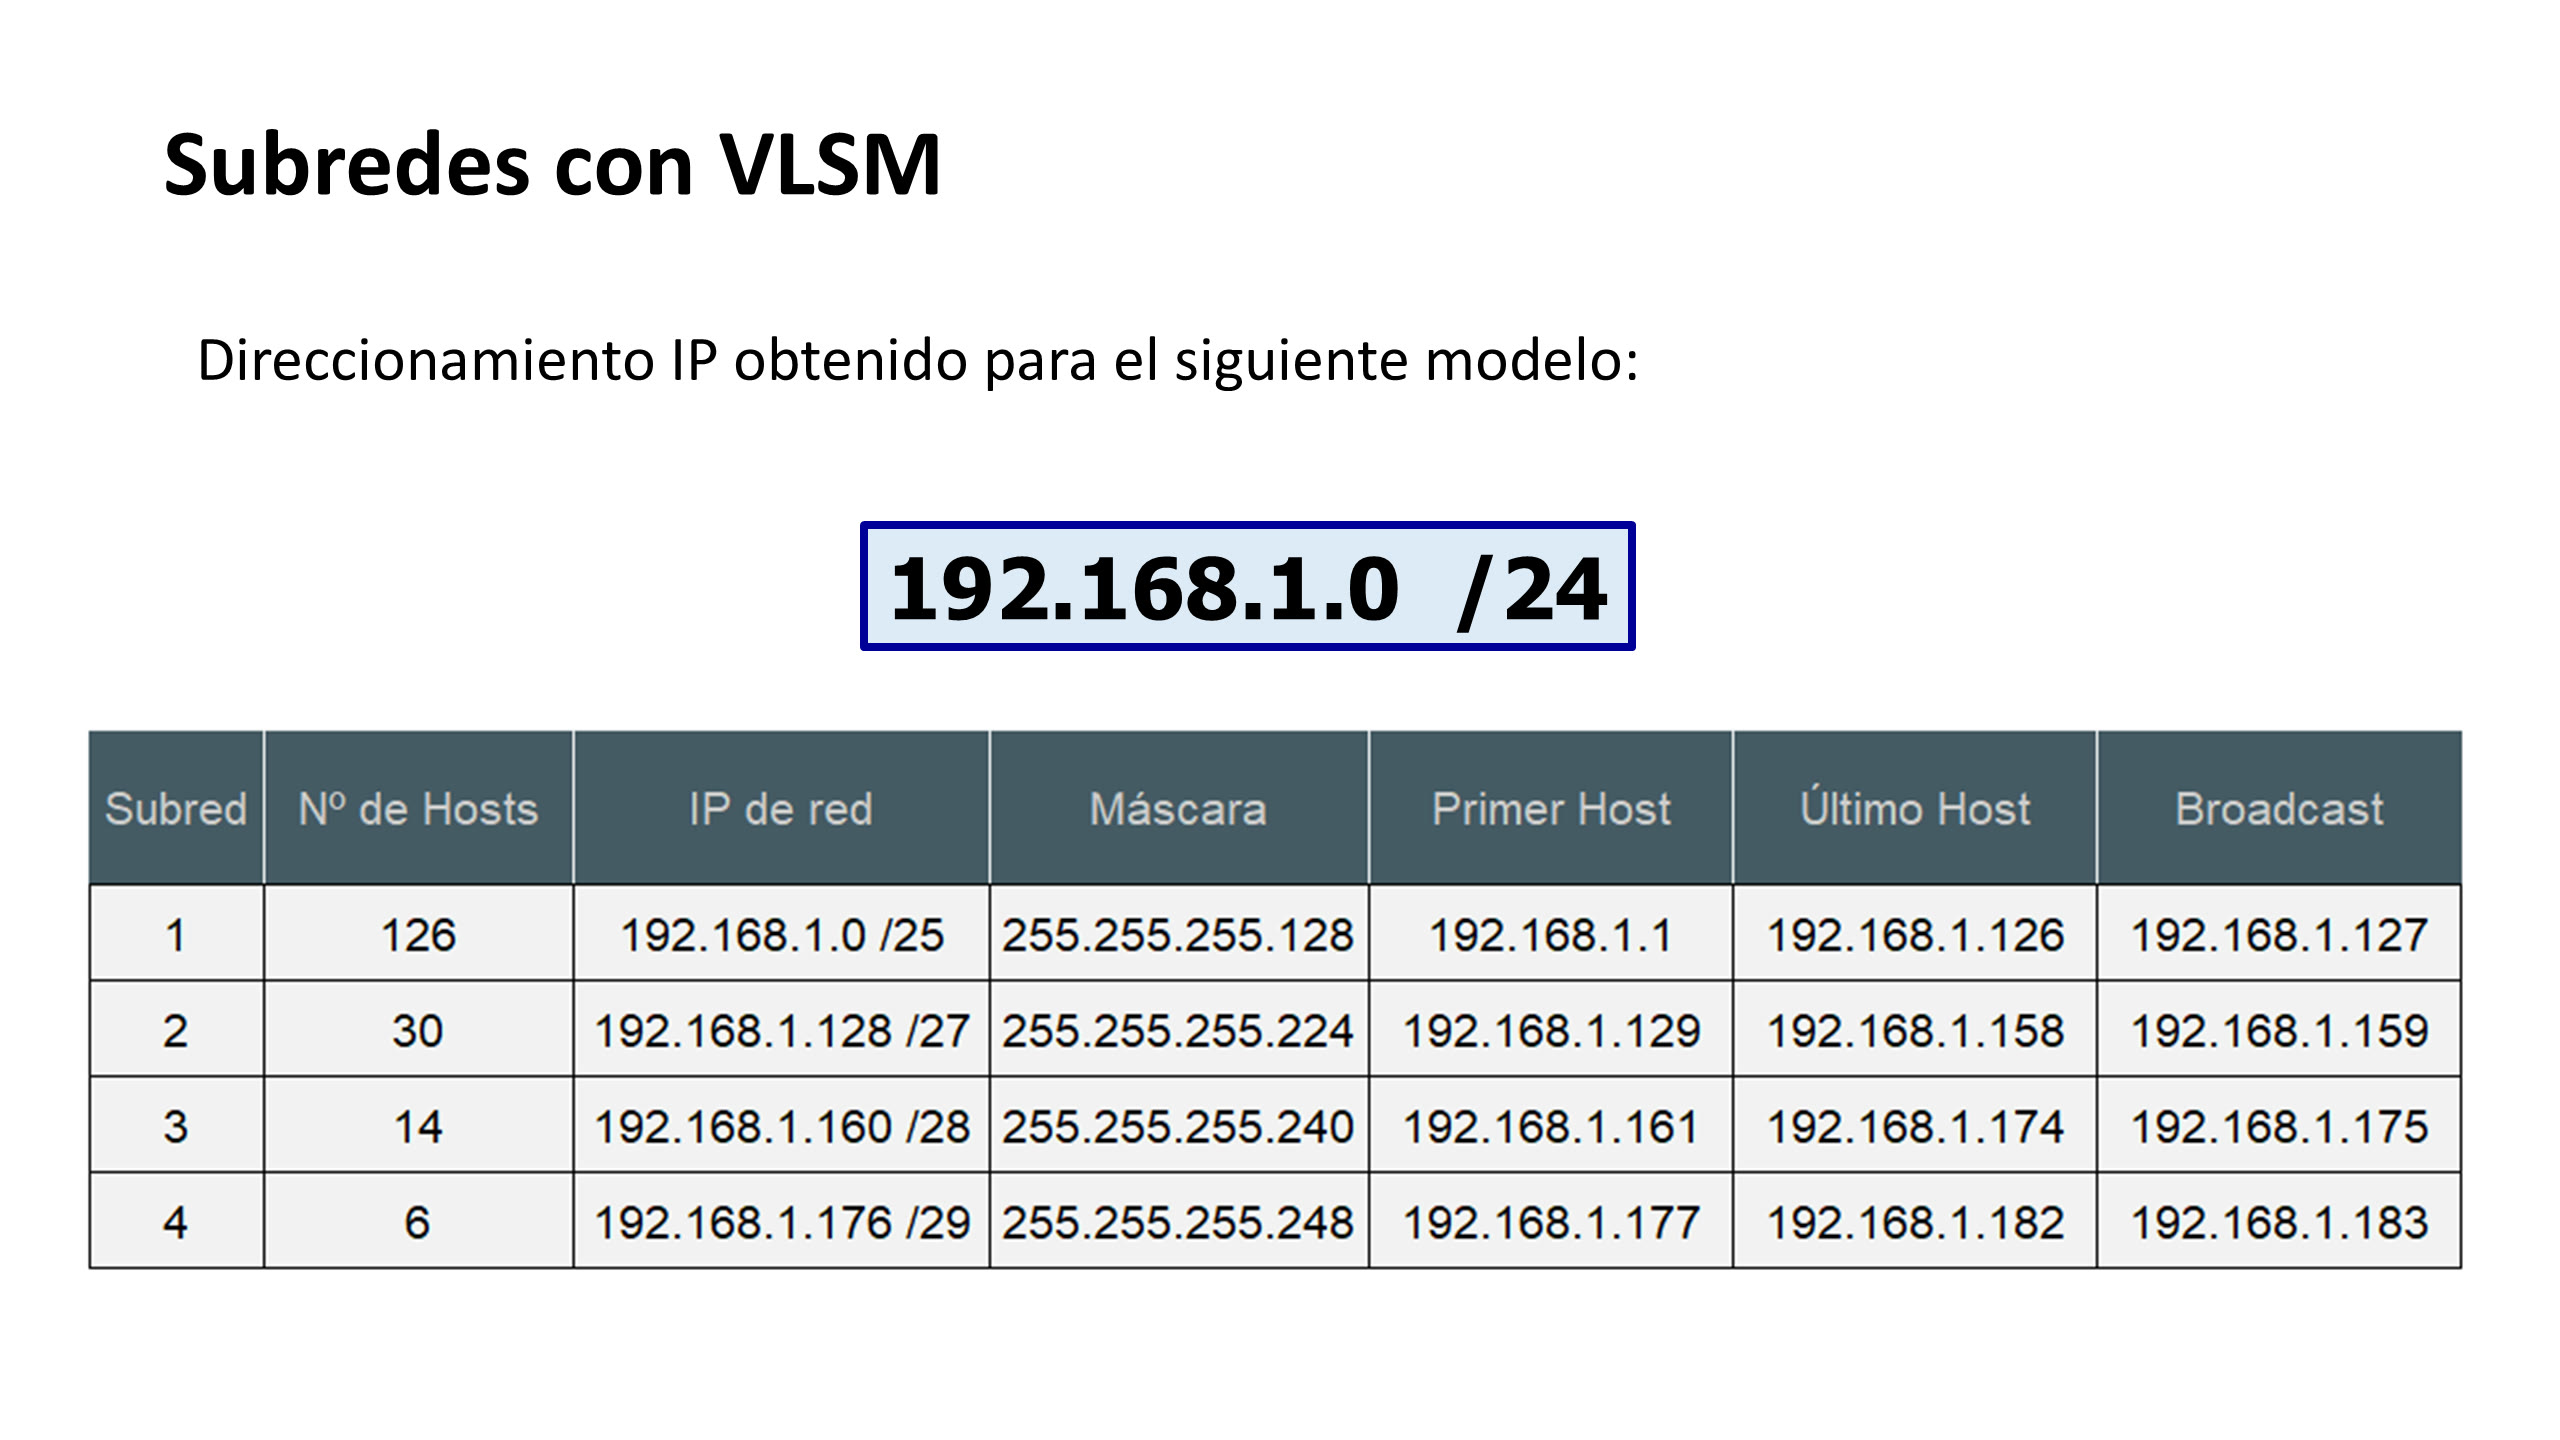 Subredes con VLSM
Direccionamiento IP obtenido para el siguiente modelo:
192.168.1.0 /24
Subred Nº de Hosts IP de red Máscara Primer Host Último Host Broadcast
1 126 192.168.1.0 /25 255.255.255.128 192.168.1.1 192.168.1.126 192.168.1.127
2 30 192.168.1.128 /27 255.255.255.224 192.168.1.129 192.168.1.158 192.168.1.159
3 14 192.168.1.160 /28 255.255.255.240 192.168.1.161 192.168.1.174 192.168.1.175
4 6 192.168.1.176 /29 255.255.255.248 192.168.1.177 192.168.1.182 192.168.1.183